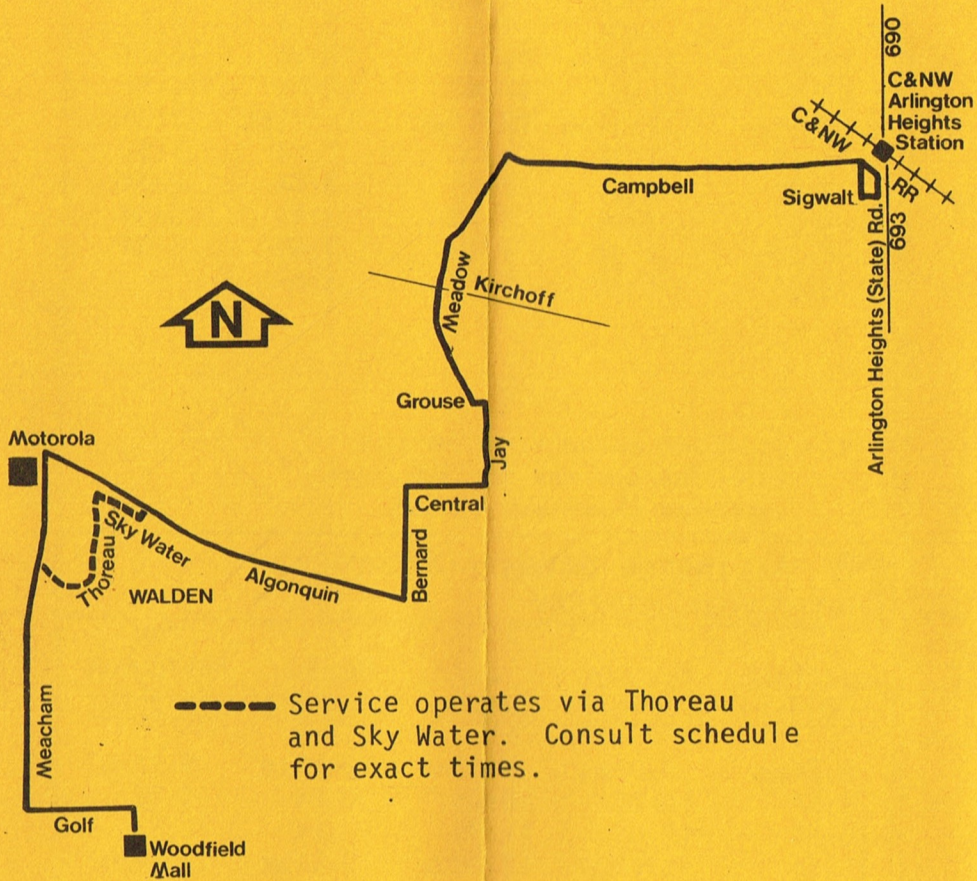 690
C&NW
Arlington
Heights
Station
C&NW
RR
Campbell
Sigwalt
693
Arlington Heights (State) Rd.
Meadow
Kirchoff
N
Grouse
Jay
Motorola
Central
Sky Water
Thoreau
Bernard
Algonquin
WALDEN
Service operates via Thoreau
and Sky Water. Consult schedule
for exact times.
Meacham
Golf
Woodfield
Mall